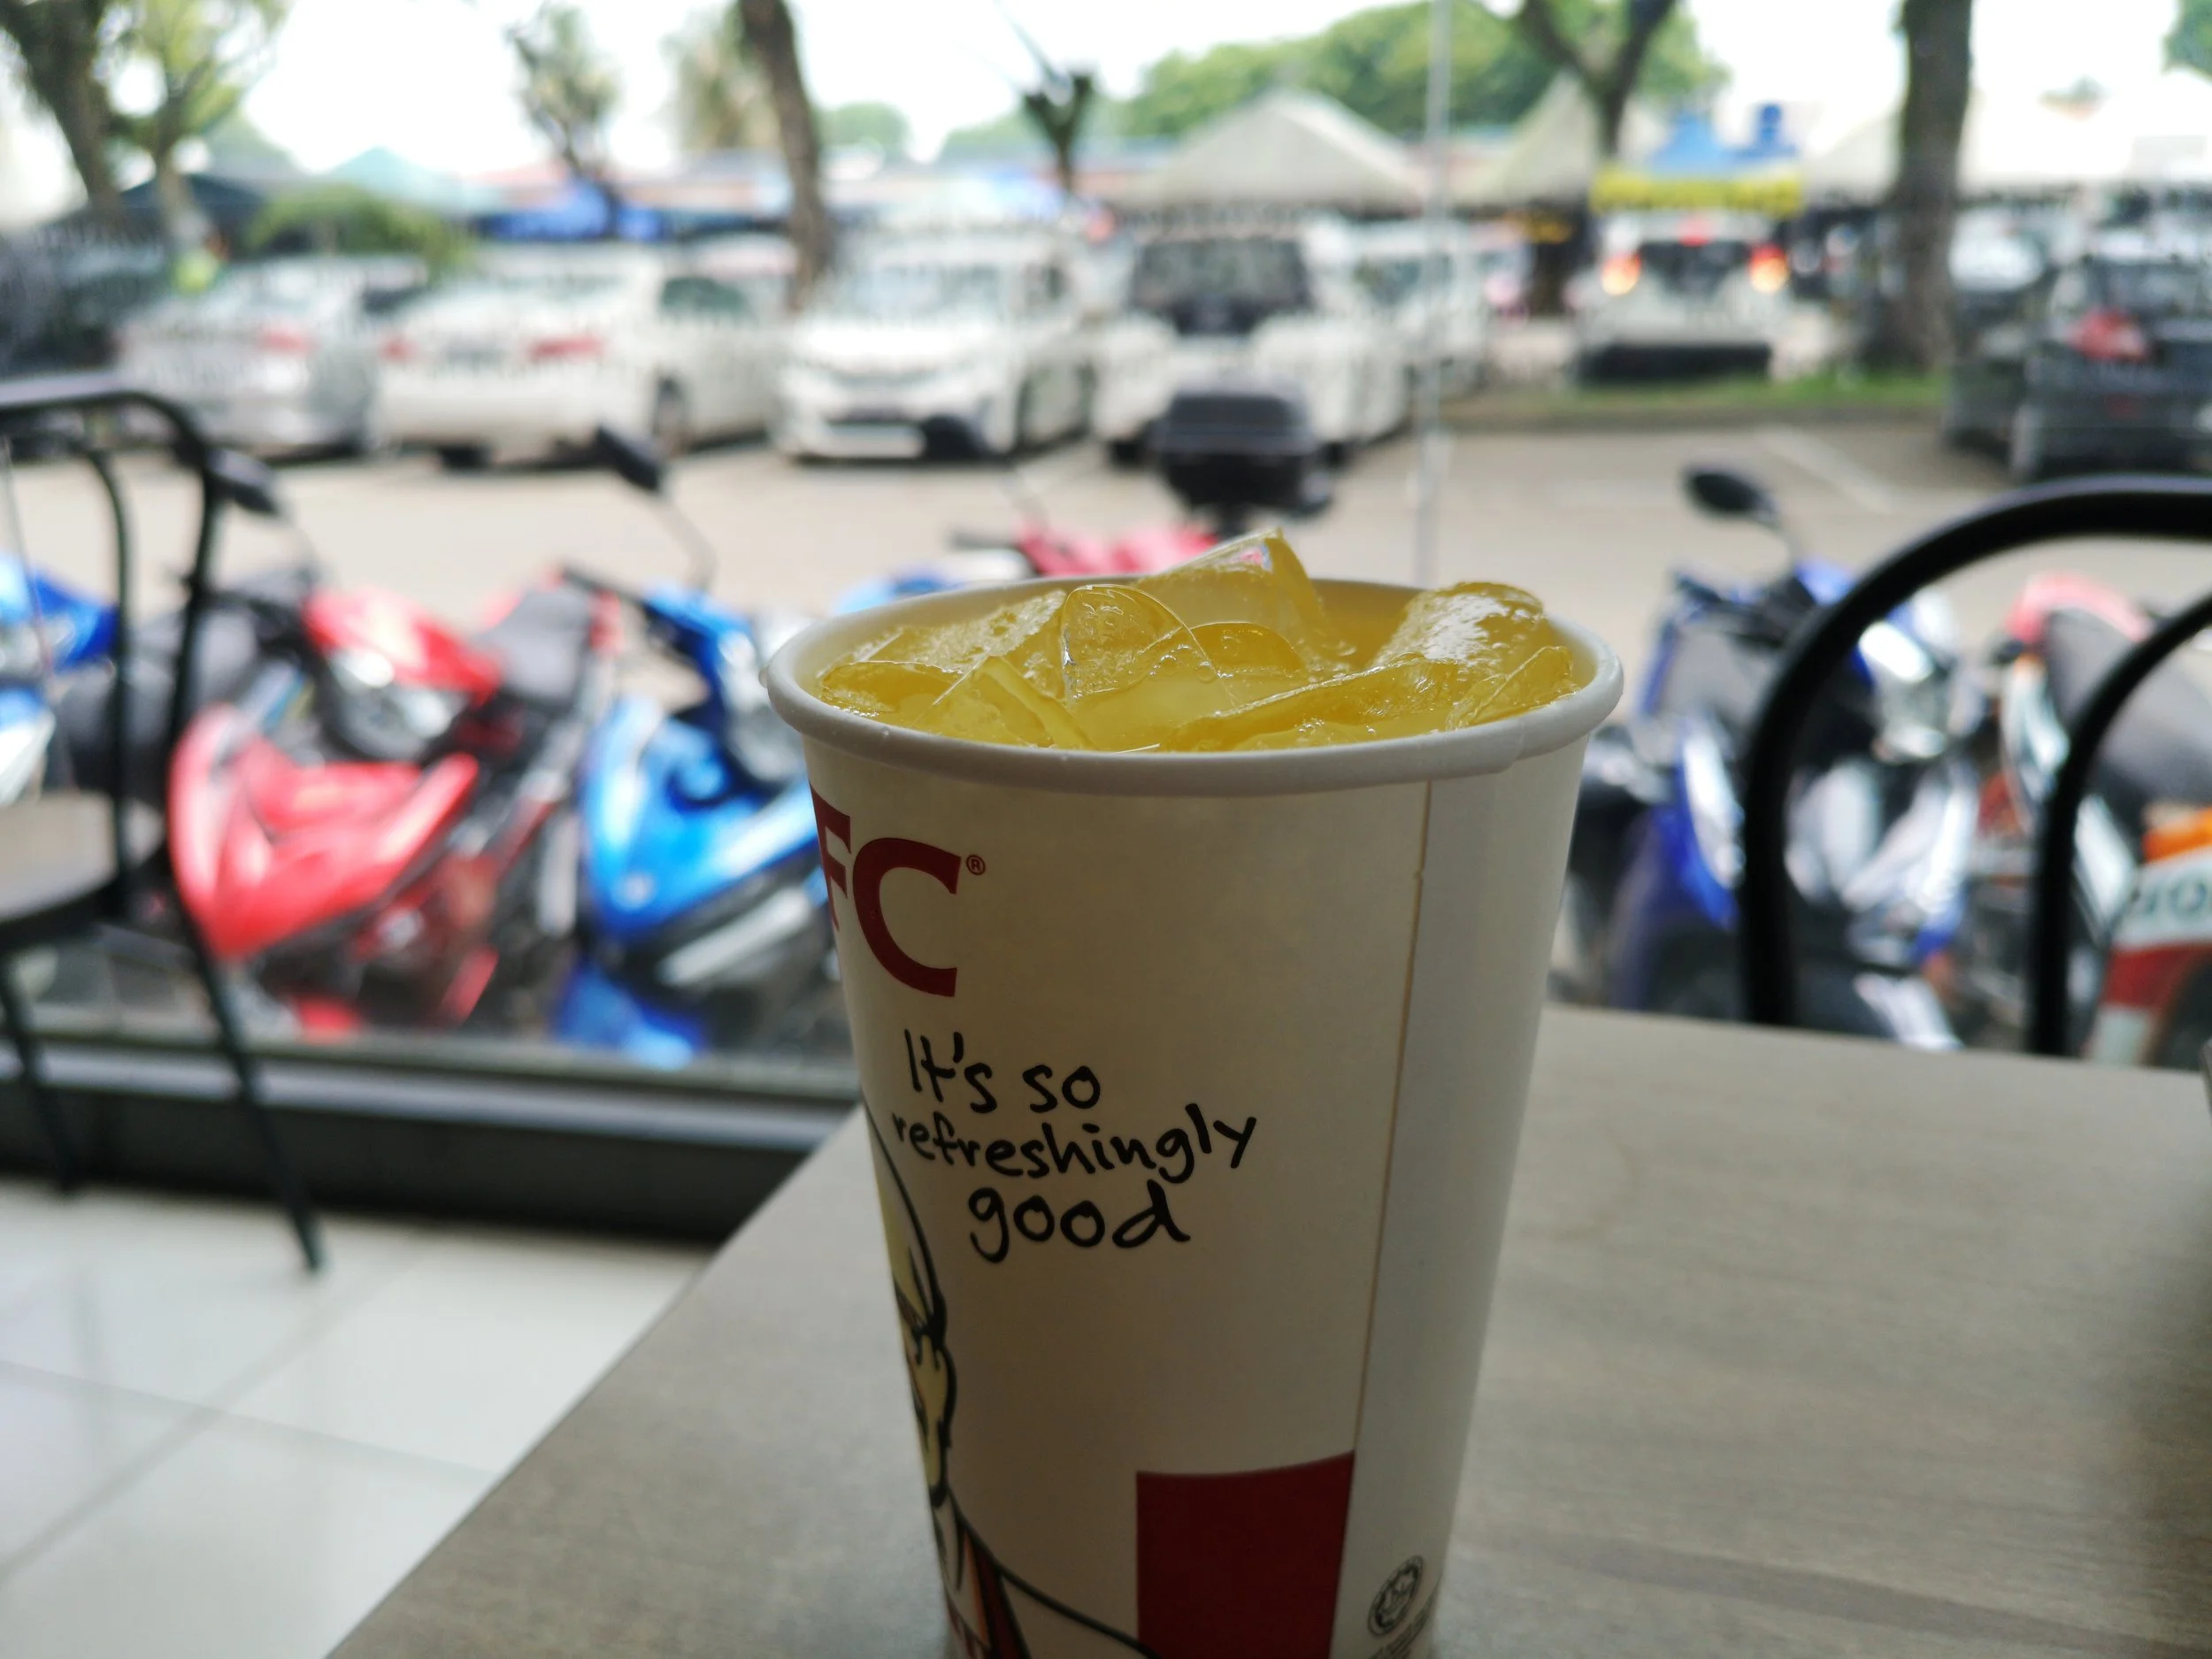 FC®
It's so
refreshingly
good